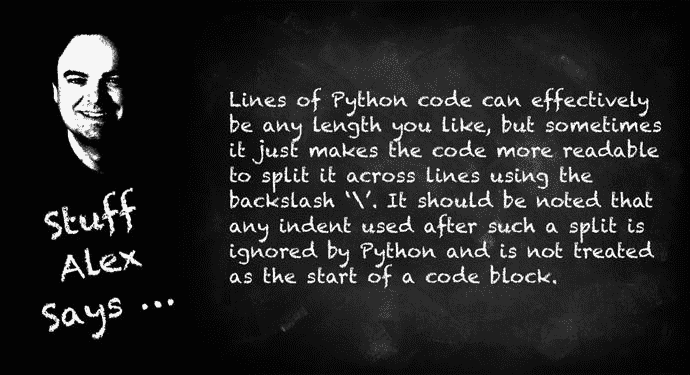 Stuff
Alex
Says ...
Lines of Python code can effectively
be any length you like, but sometimes
it just makes the code more readable
to split it across lines using the
backslash '\'. It should be noted that
any indent used after such a split is
ignored by Python and is not treated
as the start of a code block.